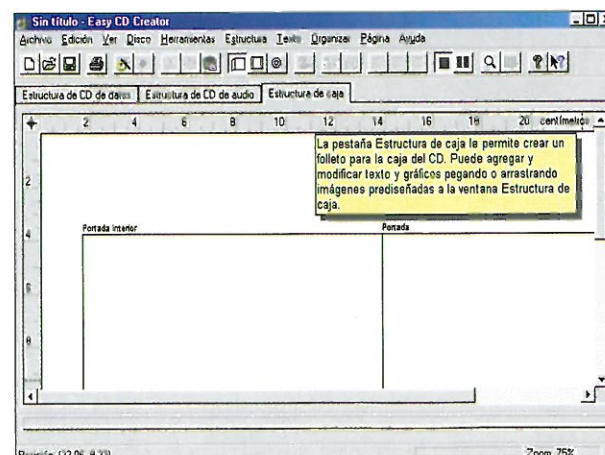 Sin título - Easy CD Creator
Archivo Edición Ver Disco Herramientas Estructura Texto Organizar Página Ayuda
Estructura de CD de datos Estructura de CD de audio Estructura de caja
2 4 6 8 10 12 14 16 18 20 centímetros
La pestaña Estructura de caja le permite crear un
folleto para la caja del CD. Puede agregar y
modificar texto y gráficos pegando o arrastrando
imágenes prediseñadas a la ventana Estructura de
caja.
2
4
Portada interior Portada
6
8
Zoom: 75%